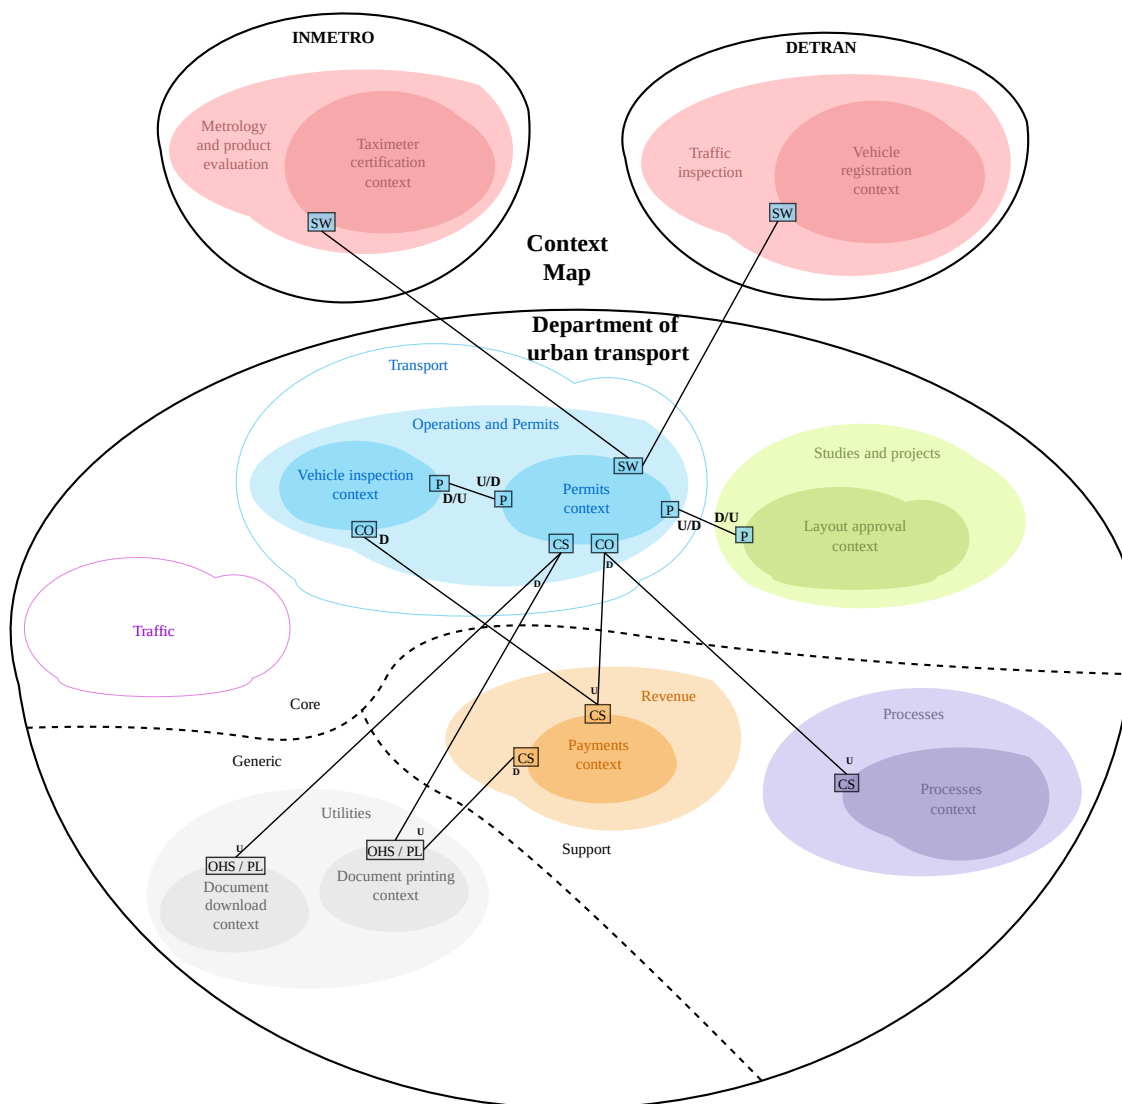 INMETRO
DETRAN
Metrology
and product
evaluation
Taximeter
certification
context
SW
Traffic
inspection
Vehicle
registration
context
SW
Context
Map
Department of
urban transport
Transport
Operations and Permits
Vehicle inspection
context
P
D/U
U/D
P
Permits
context
SW
P
U/D
D/U
P
Studies and projects
Layout approval
context
CO
D
CS
D
CO
D
Traffic
Core
Generic
Support
Revenue
U
CS
Payments
context
CS
D
Processes
U
CS
Processes
context
Utilities
U
OHS / PL
Document
download
context
U
OHS / PL
Document printing
context